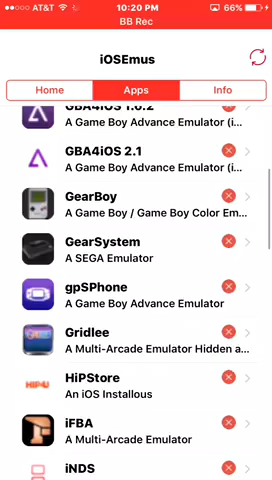 AT&T 10:20 PM 66%
BB Rec
iOSEmus
Home Apps Info
GBA4iOS 1.6.2
A Game Boy Advance Emulator (i...
GBA4iOS 2.1
A Game Boy Advance Emulator (i...
GearBoy
A Game Boy / Game Boy Color Em...
GearSystem
A SEGA Emulator
gpSPhone
A Game Boy Advance Emulator
Gridlee
A Multi-Arcade Emulator Hidden a...
HiPStore
HIP4U
An iOS Installous
iFBA
A Multi-Arcade Emulator
iNDS